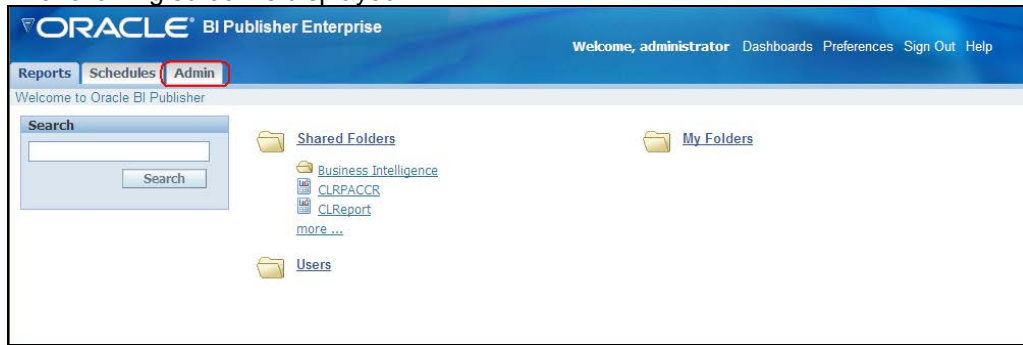 ORACLE BI Publisher Enterprise
Welcome, administrator Dashboards Preferences Sign Out Help
Reports Schedules Admin
Welcome to Oracle BI Publisher
Search
Search
Shared Folders
Business Intelligence
CLRPACCR
CLReport
more ...
Users
My Folders